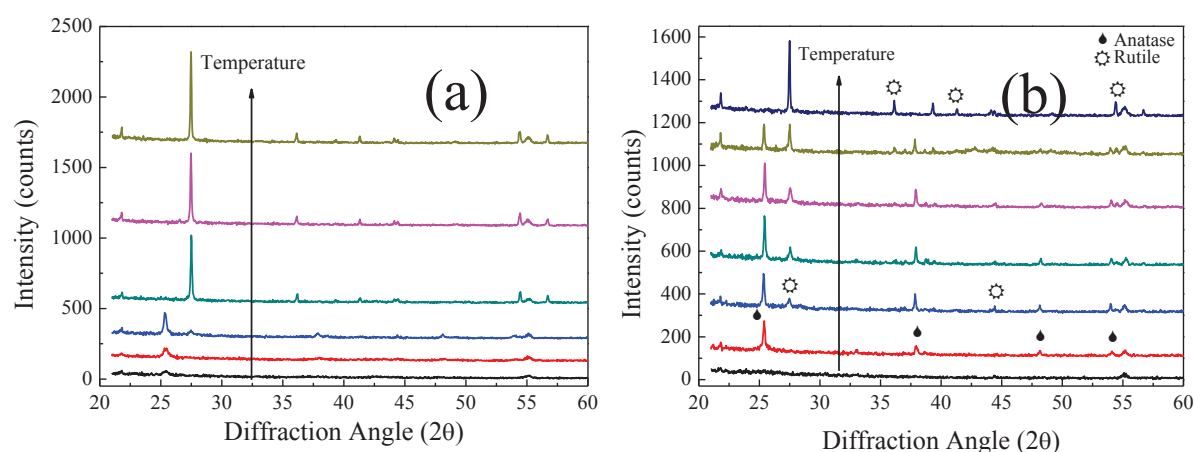 2500
2000
1500
1000
500
0
Intensity (counts)
Temperature
(a)
20 25 30 35 40 45 50 55 60
Diffraction Angle (2θ)
1600
1400
1200
1000
800
600
400
200
0
Intensity (counts)
Temperature
Anatase
Rutile
(b)
20 25 30 35 40 45 50 55 60
Diffraction Angle (2θ)